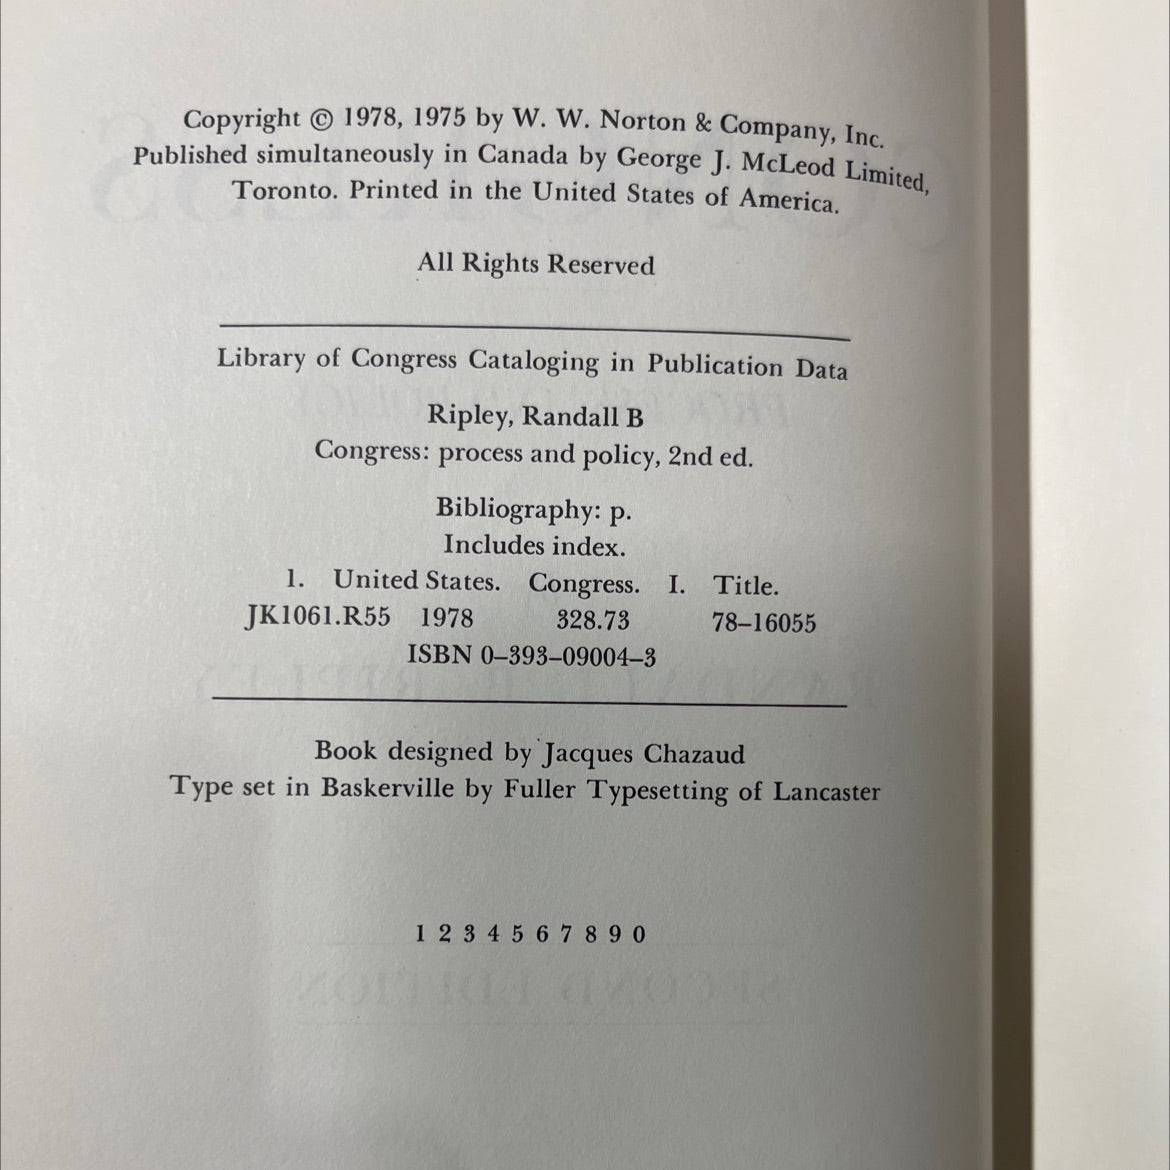 Copyright © 1978, 1975 by W. W. Norton & Company, Inc.
Published simultaneously in Canada by George J. McLeod Limited,
Toronto. Printed in the United States of America.
All Rights Reserved
Library of Congress Cataloging in Publication Data
Ripley, Randall B
Congress: process and policy, 2nd ed.
Bibliography: p.
Includes index.
1. United States. Congress. I. Title.
JK1061.R55 1978 328.73 78–16055
ISBN 0–393–09004–3
Book designed by Jacques Chazaud
Type set in Baskerville by Fuller Typesetting of Lancaster
1 2 3 4 5 6 7 8 9 0